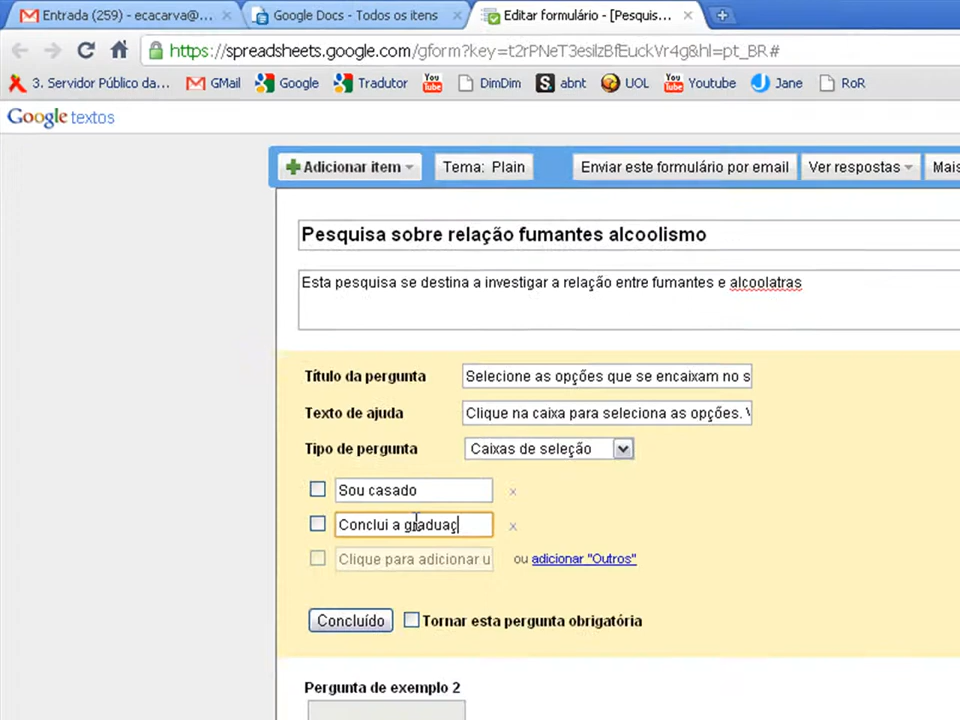 Entrada (259) - ecacarva@...
Google Docs - Todos os itens
Editar formulário - [Pesquis...
https://spreadsheets.google.com/gform?key=t2rPNeT3esilzBfEuckVr4g&hl=pt_BR#
3. Servidor Público da...
GMail
Google
Tradutor
You Tube
DimDim
S. abnt
UOL
You Tube Youtube
Jane
RoR
Google textos
Adicionar item
Tema: Plain
Enviar este formulário por email
Ver respostas
Mais
Pesquisa sobre relação fumantes alcoolismo
Esta pesquisa se destina a investigar a relação entre fumantes e alcoolatras
Título da pergunta
Selecione as opções que se encaixam no s
Texto de ajuda
Clique na caixa para seleciona as opções. V
Tipo de pergunta
Caixas de seleção
Sou casado
x
Conclui a graduaç
x
Clique para adicionar u
ou adicionar "Outros"
Concluído
Tornar esta pergunta obrigatória
Pergunta de exemplo 2